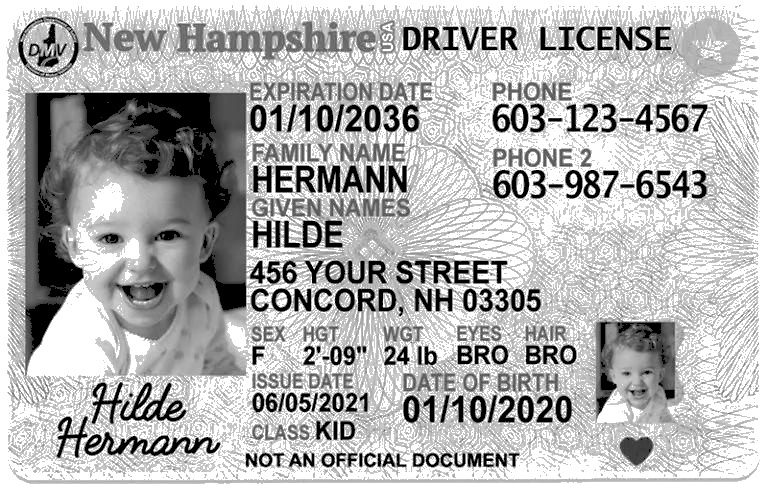 DMV New Hampshire USA DRIVER LICENSE
EXPIRATION DATE PHONE
01/10/2036 603-123-4567
FAMILY NAME PHONE 2
HERMANN 603-987-6543
GIVEN NAMES
HILDE
456 YOUR STREET
CONCORD, NH 03305
SEX HGT WGT EYES HAIR
F 2'-09" 24 lb BRO BRO
ISSUE DATE DATE OF BIRTH
06/05/2021 01/10/2020
CLASS KID
Hilde
Hermann
NOT AN OFFICIAL DOCUMENT